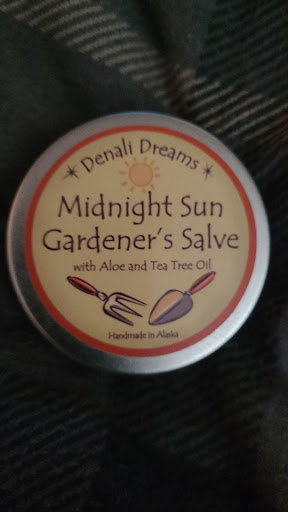 Denali Dreams
Midnight Sun
Gardener's Salve
with Aloe and Tea Tree Oil
Handmade in Alaska